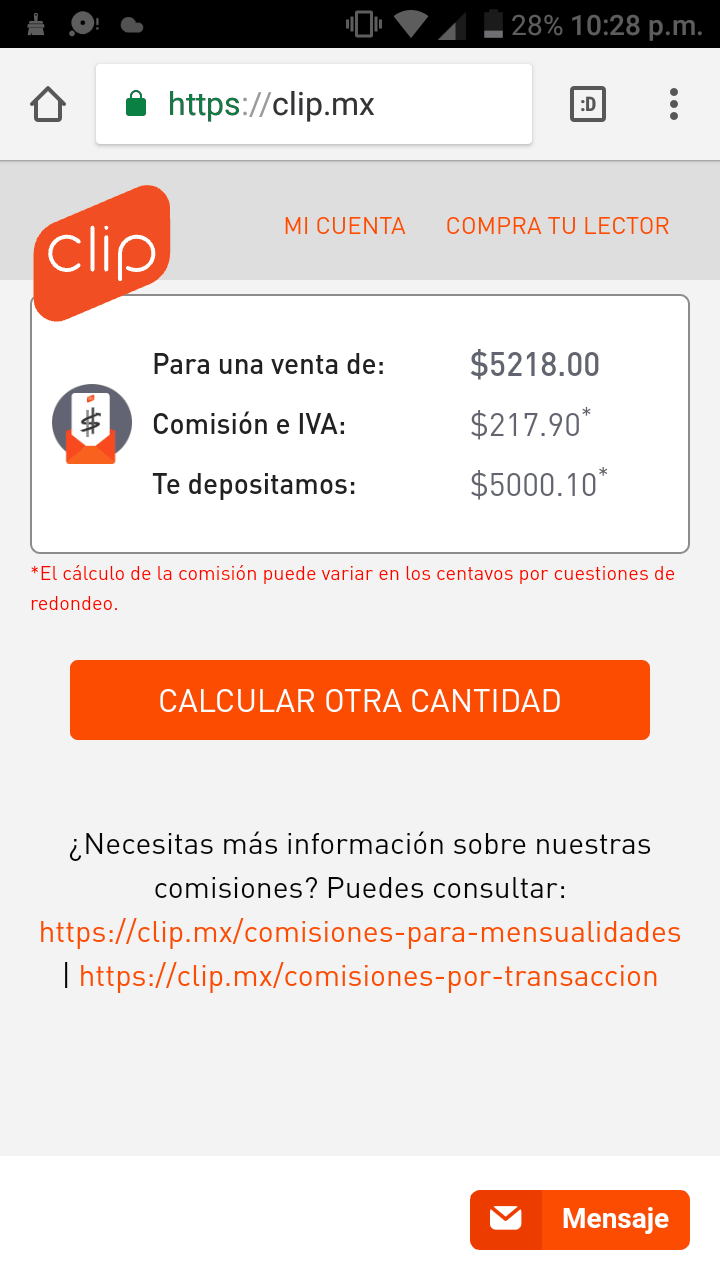 28% 10:28 p.m.
https://clip.mx
:D
clip
MI CUENTA COMPRA TU LECTOR
Para una venta de: $5218.00
Comisión e IVA: $217.90*
Te depositamos: $5000.10*
*El cálculo de la comisión puede variar en los centavos por cuestiones de
redondeo.
CALCULAR OTRA CANTIDAD
¿Necesitas más información sobre nuestras
comisiones? Puedes consultar:
https://clip.mx/comisiones-para-mensualidades
| https://clip.mx/comisiones-por-transaccion
Mensaje